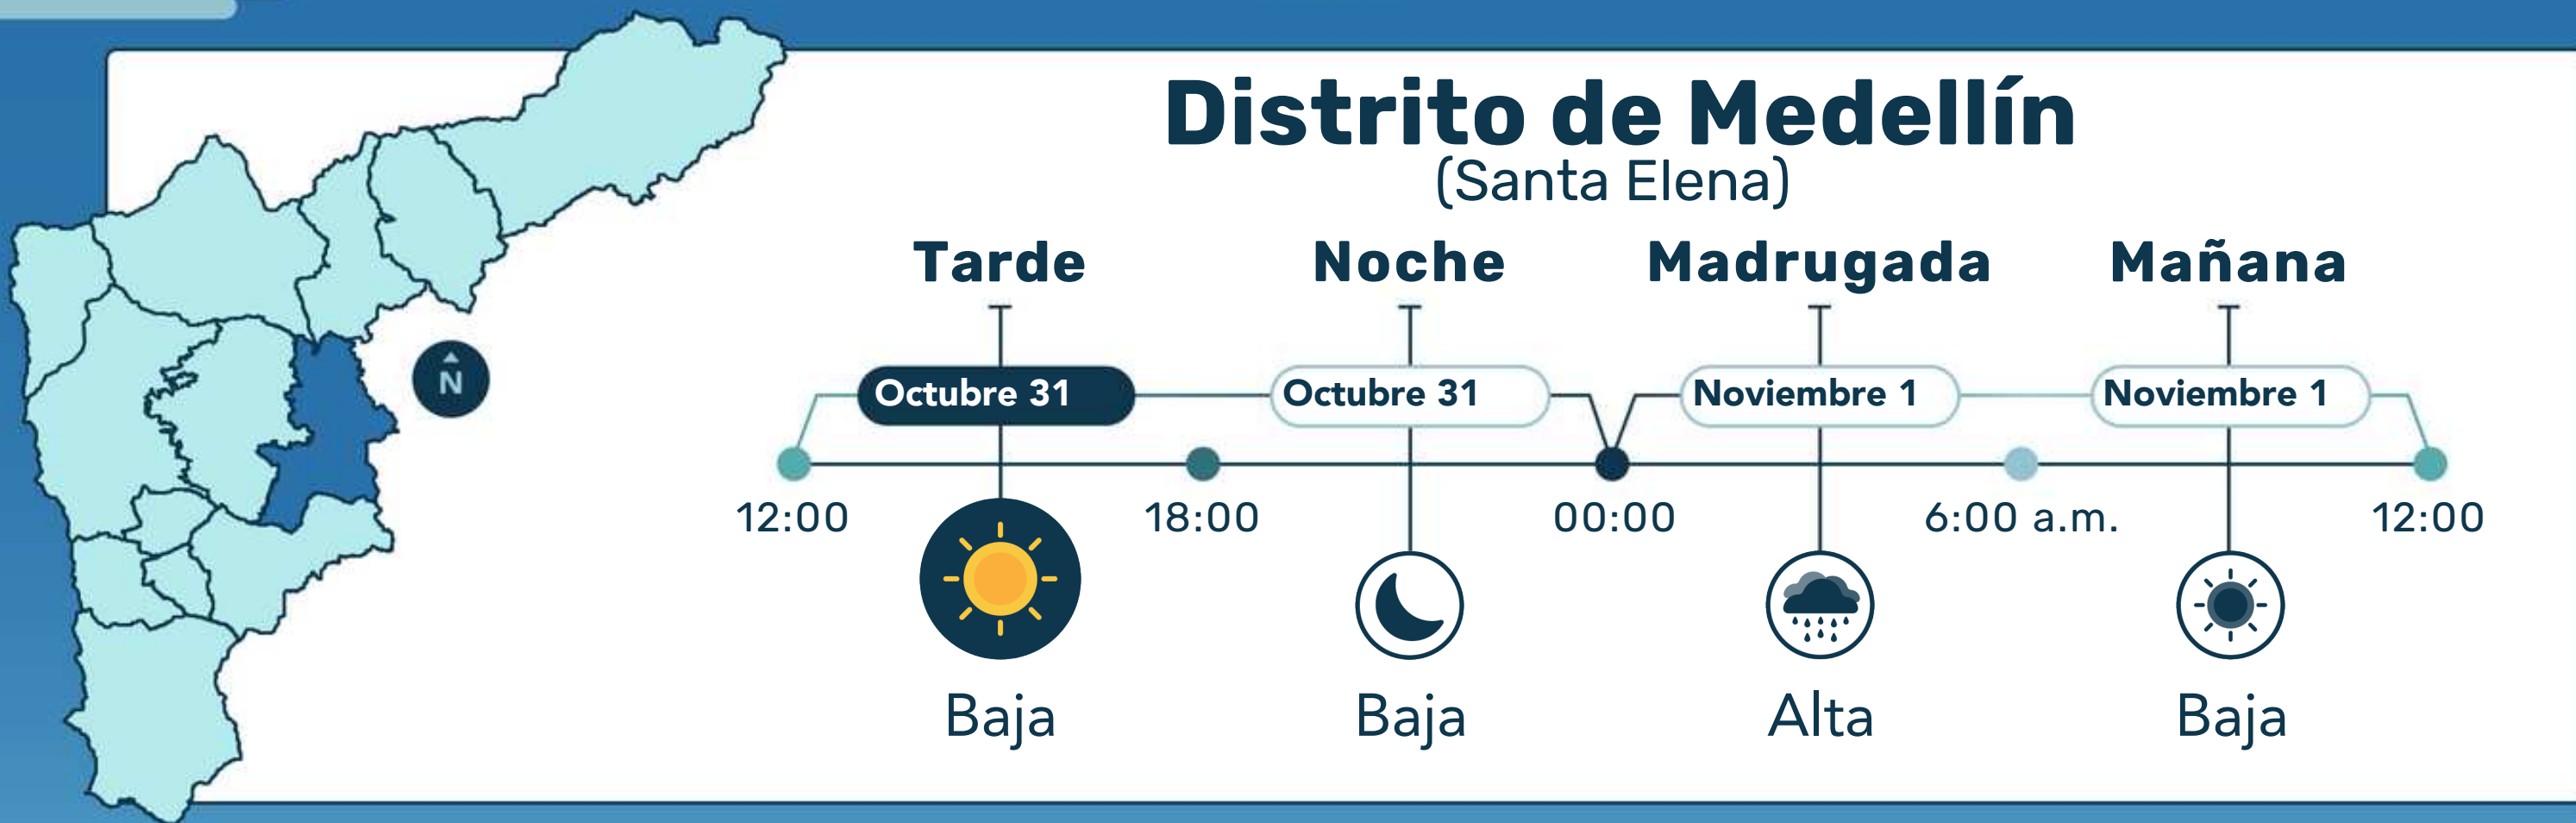 Distrito de Medellín
(Santa Elena)
Tarde Noche Madrugada Mañana
N
Octubre 31 Octubre 31 Noviembre 1 Noviembre 1
12:00 18:00 00:00 6:00 a.m. 12:00
Baja Baja Alta Baja